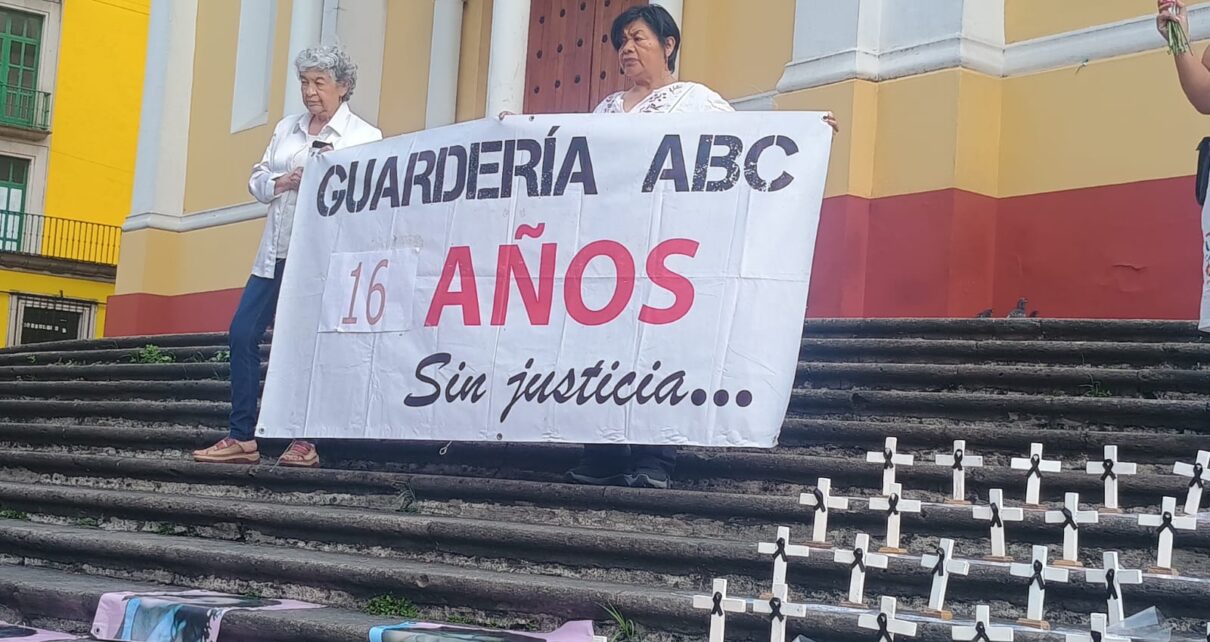 GUARDERÍA ABC
16 AÑOS
Sin justicia...